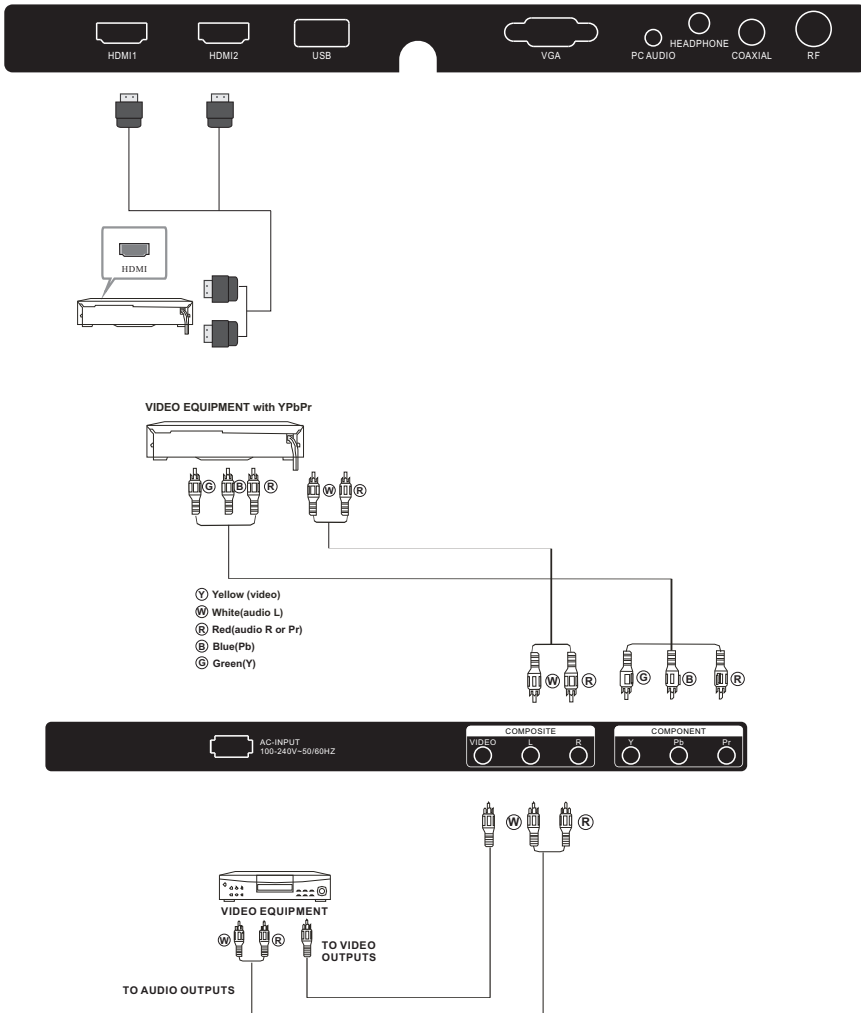 HDMI1 HDMI2 USB VGA PC AUDIO HEADPHONE COAXIAL RF
HDMI
VIDEO EQUIPMENT with YPbPr
G B R W R
Y Yellow (video)
W White(audio L)
R Red(audio R or Pr)
B Blue(Pb)
G Green(Y)
W R G B R
AC-INPUT
100-240V~50/60HZ
COMPOSITE COMPONENT
VIDEO L R Y Pb Pr
W R
VIDEO EQUIPMENT
W R
TO VIDEO
OUTPUTS
TO AUDIO OUTPUTS